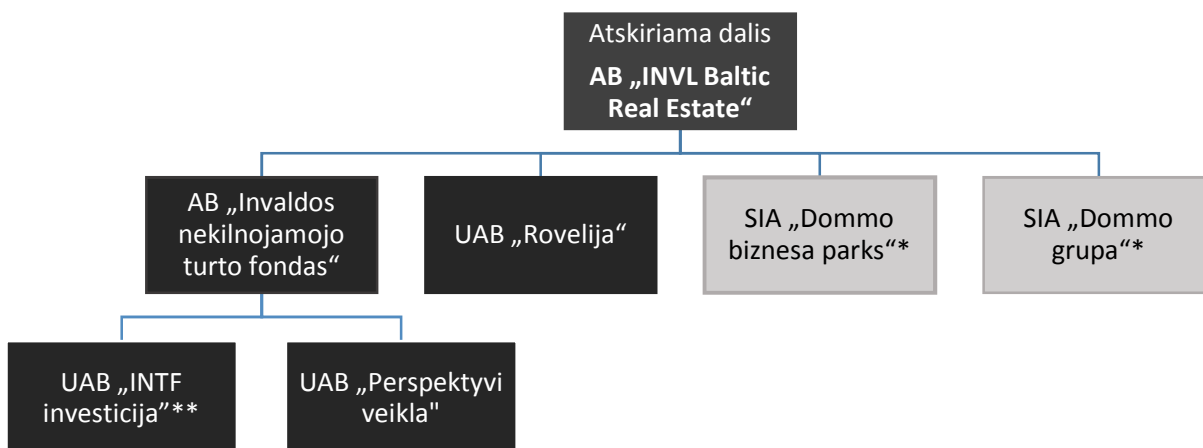 Atskiriama dalis
AB „INVL Baltic
Real Estate“
AB „Invaldos
nekilnojamojo
turto fondas“
UAB „Rovelija“
SIA „Dommo
biznesa parks“*
SIA „Dommo
grupa“*
UAB „INTF
investicija”**
UAB „Perspektyvi
veikla"